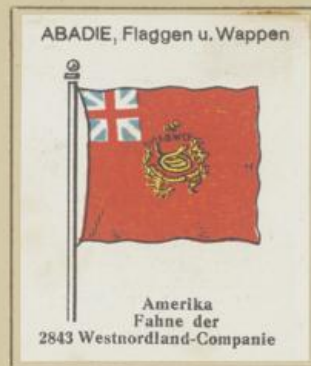 ABADIE, Flaggen u. Wappen
Amerika
Fahne der
2843 Westnordland-Companie